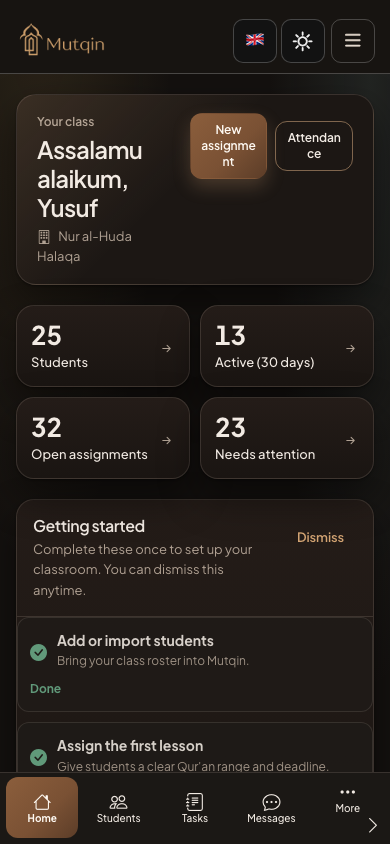 Mutqin
Your class
Assalamu
alaikum,
Yusuf
Nur al-Huda
Halaqa
New
assignme
nt
Attendan
ce
25
Students
→
13
Active (30 days)
→
32
Open assignments
→
23
Needs attention
→
Getting started
Complete these once to set up your
classroom. You can dismiss this
anytime.
Dismiss
Add or import students
Bring your class roster into Mutqin.
Done
Assign the first lesson
Give students a clear Qur'an range and deadline.
Home
Students
Tasks
Messages
More